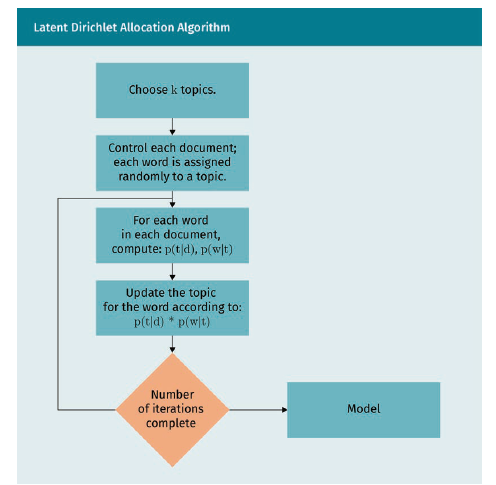 Latent Dirichlet Allocation Algorithm
Choose k topics.
Control each document;
each word is assigned
randomly to a topic.
For each word
in each document,
compute: p(t|d), p(w|t)
Update the topic
for the word according to:
p(t|d) * p(w|t)
Number
of iterations
complete
Model